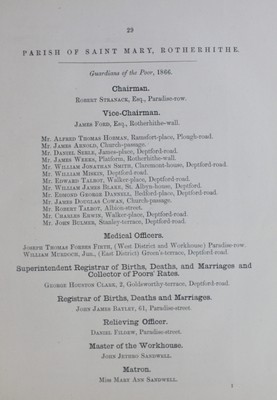 29
PARISH OF SAINT MARY, ROTHERHITHE.
Guardians of the Poor, 1866.
Chairman.
ROBERT STRANACK, Esq., Paradise-row.
Vice-Chairman.
JAMES FORD, Esq., Rotherhithe-wall.
Mr. ALFRED THOMAS HOSMAN, Ransfort-place, Plough-road.
Mr. JAMES ARNOLD, Church-passage.
Mr. DANIEL SERLE, James-place, Deptford-road.
Mr. JAMES WEEKS, Platform, Rotherhithe-wall.
Mr. WILLIAM JONATHAN SMITH, Claremont-house, Deptford-road.
Mr. WILLIAM MISKIN, Deptford-road.
Mr. EDWARD TALBOT, Walker-place, Deptford-road.
Mr. WILLIAM JAMES BLAKE, St. Alleyn-house, Deptford.
Mr. EDMOND GEORGE DANNELL, Bedford-place, Deptford-road.
Mr. JAMES DOUGLAS COWAN, Church-passage.
Mr. ROBERT TALBOT, Albion-street.
Mr. CHARLES ERWIN, Walker-place, Deptford-road.
Mr. JOHN BULMER, Stanley-terrace, Deptford-road.
Medical Officers.
JOSEPH THOMAS FORBES FIRTH, (West District and Workhouse) Paradise-row.
WILLIAM MURDOCH, Jun., (East District) Green's-terrace, Deptford-road.
Superintendent Registrar of Births, Deaths, and Marriages and
Collector of Poors' Rates.
GEORGE HOUSTON CLARK, 2, Goldsworthy-terrace, Deptford-road.
Registrar of Births, Deaths and Marriages.
JOHN JAMES BAYLEY, 61, Paradise-street.
Relieving Officer.
DANIEL FILDEW, Paradise-street.
Master of the Workhouse.
JOHN JETHRO SANDWELL.
Matron.
MISS MARY ANN SANDWELL.